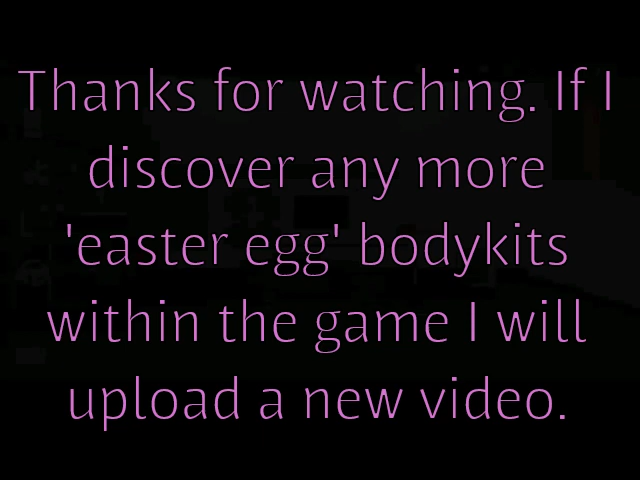 Thanks for watching. If I
discover any more
'easter egg' bodykits
within the game I will
upload a new video.